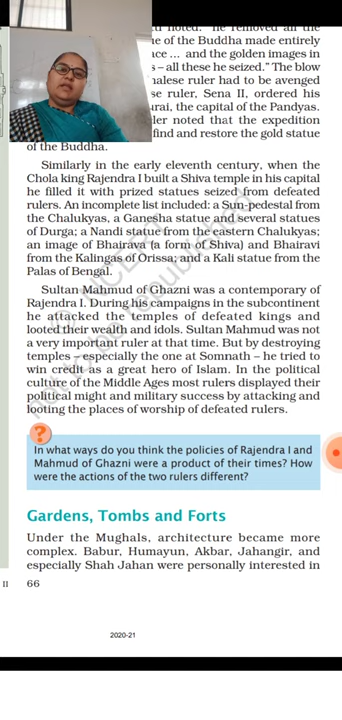 noted: "he removed all the
ue of the Buddha made entirely
ace ... and the golden images in
s – all these he seized." The blow
nhalese ruler had to be avenged
se ruler, Sena II, ordered his
urai, the capital of the Pandyas.
ler noted that the expedition
find and restore the gold statue
of the Buddha.
Similarly in the early eleventh century, when the
Chola king Rajendra I built a Shiva temple in his capital
he filled it with prized statues seized from defeated
rulers. An incomplete list included: a Sun-pedestal from
the Chalukyas, a Ganesha statue and several statues
of Durga; a Nandi statue from the eastern Chalukyas;
an image of Bhairava (a form of Shiva) and Bhairavi
from the Kalingas of Orissa; and a Kali statue from the
Palas of Bengal.
Sultan Mahmud of Ghazni was a contemporary of
Rajendra I. During his campaigns in the subcontinent
he attacked the temples of defeated kings and
looted their wealth and idols. Sultan Mahmud was not
a very important ruler at that time. But by destroying
temples – especially the one at Somnath – he tried to
win credit as a great hero of Islam. In the political
culture of the Middle Ages most rulers displayed their
political might and military success by attacking and
looting the places of worship of defeated rulers.
?
In what ways do you think the policies of Rajendra I and
Mahmud of Ghazni were a product of their times? How
were the actions of the two rulers different?
Gardens, Tombs and Forts
Under the Mughals, architecture became more
complex. Babur, Humayun, Akbar, Jahangir, and
especially Shah Jahan were personally interested in
II 66
2020-21